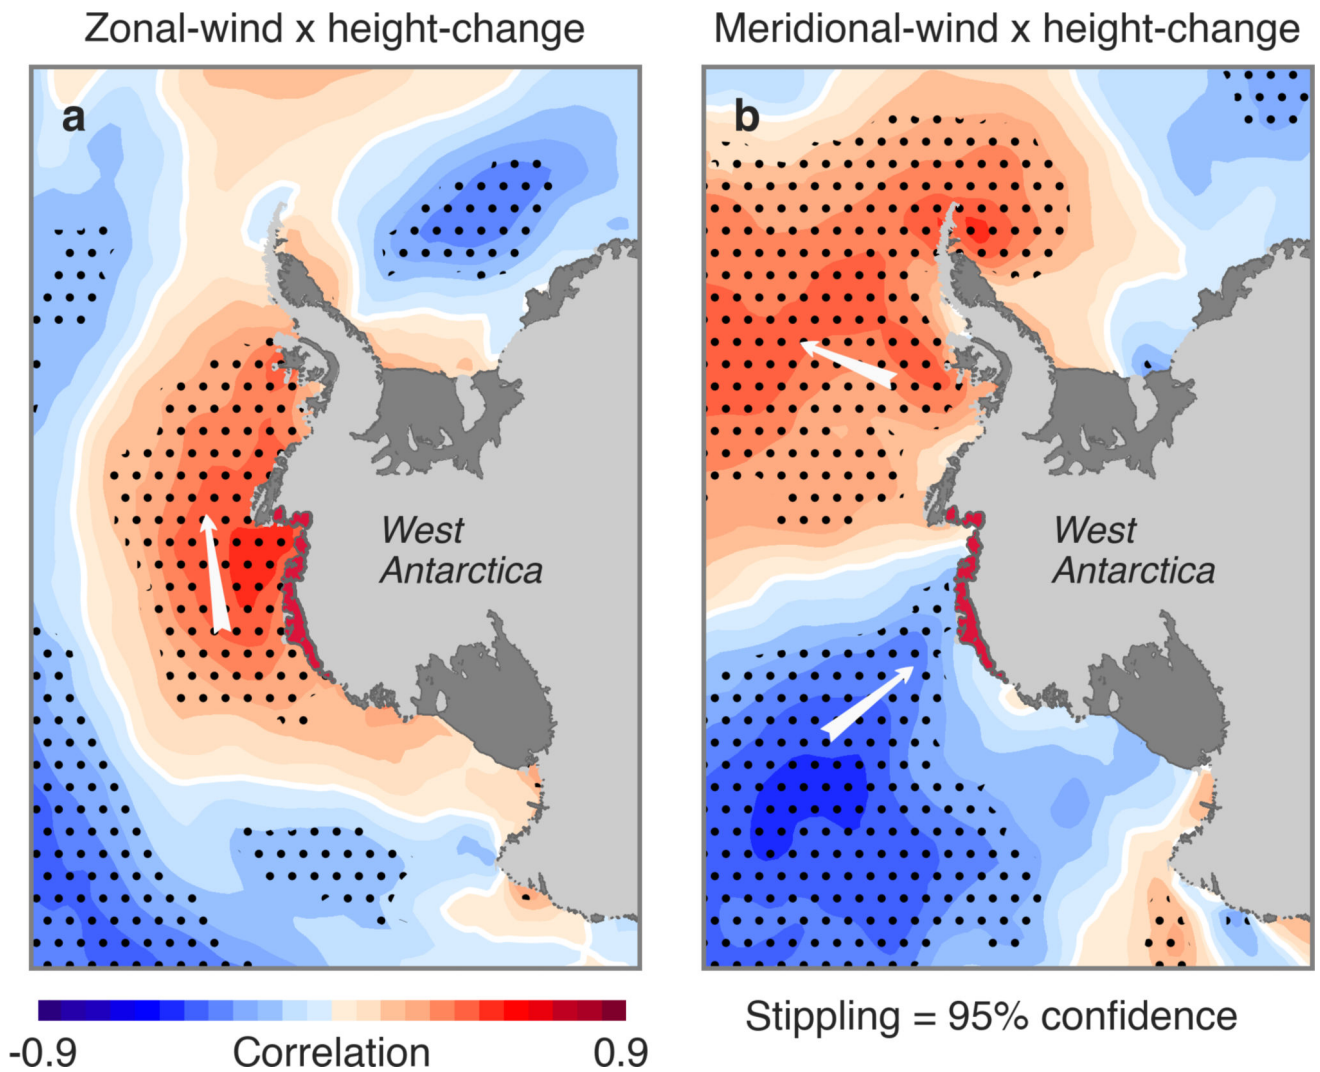 Zonal-wind x height-change
Meridional-wind x height-change
a
b
West
Antarctica
West
Antarctica
-0.9
Correlation
0.9
Stippling = 95% confidence